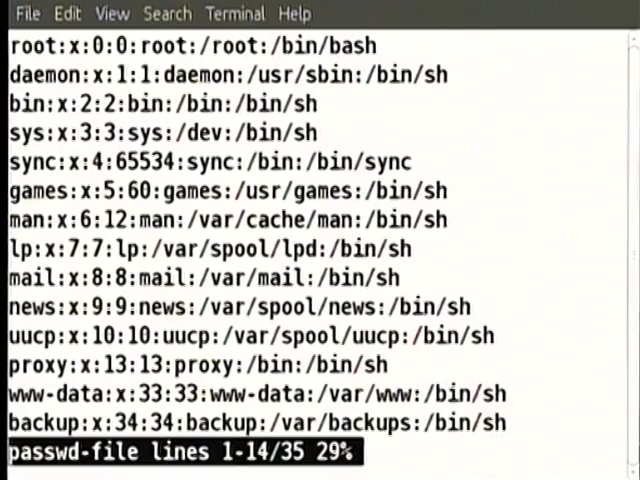 File Edit View Search Terminal Help
root:x:0:0:root:/root:/bin/bash
daemon:x:1:1:daemon:/usr/sbin:/bin/sh
bin:x:2:2:bin:/bin:/bin/sh
sys:x:3:3:sys:/dev:/bin/sh
sync:x:4:65534:sync:/bin:/bin/sync
games:x:5:60:games:/usr/games:/bin/sh
man:x:6:12:man:/var/cache/man:/bin/sh
lp:x:7:7:lp:/var/spool/lpd:/bin/sh
mail:x:8:8:mail:/var/mail:/bin/sh
news:x:9:9:news:/var/spool/news:/bin/sh
uucp:x:10:10:uucp:/var/spool/uucp:/bin/sh
proxy:x:13:13:proxy:/bin:/bin/sh
www-data:x:33:33:www-data:/var/www:/bin/sh
backup:x:34:34:backup:/var/backups:/bin/sh
passwd-file lines 1-14/35 29%